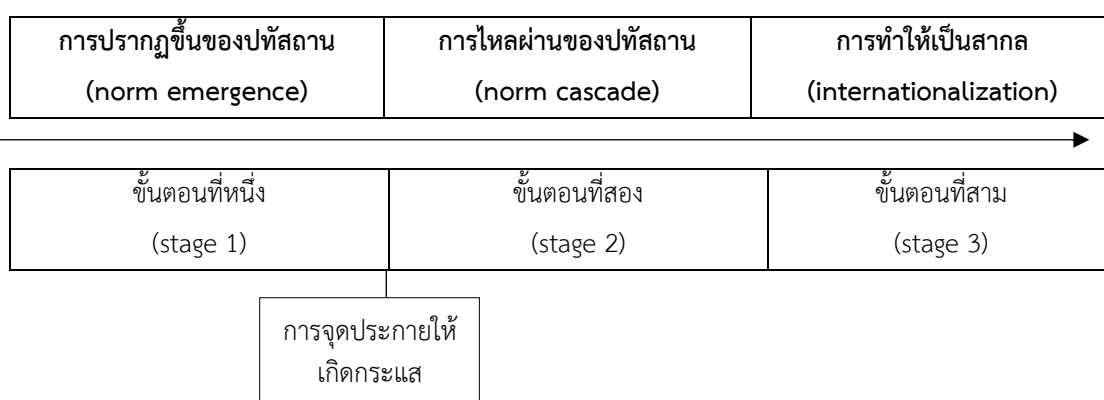 การปรากฏขึ้นของปทัสถาน
(norm emergence)
การไหลผ่านของปทัสถาน
(norm cascade)
การทำให้เป็นสากล
(internationalization)
ขั้นตอนที่หนึ่ง
(stage 1)
ขั้นตอนที่สอง
(stage 2)
ขั้นตอนที่สาม
(stage 3)
การจุดประกายให้
เกิดกระแส